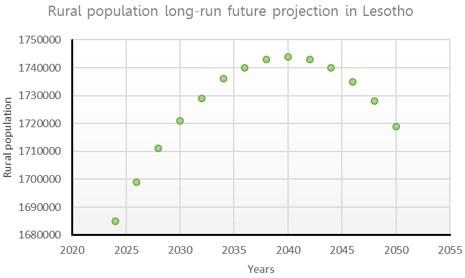 Rural population long-run future projection in Lesotho
1750000
1740000
1730000
1720000
1710000
1700000
1690000
1680000
Rural population
2020 2025 2030 2035 2040 2045 2050 2055
Years